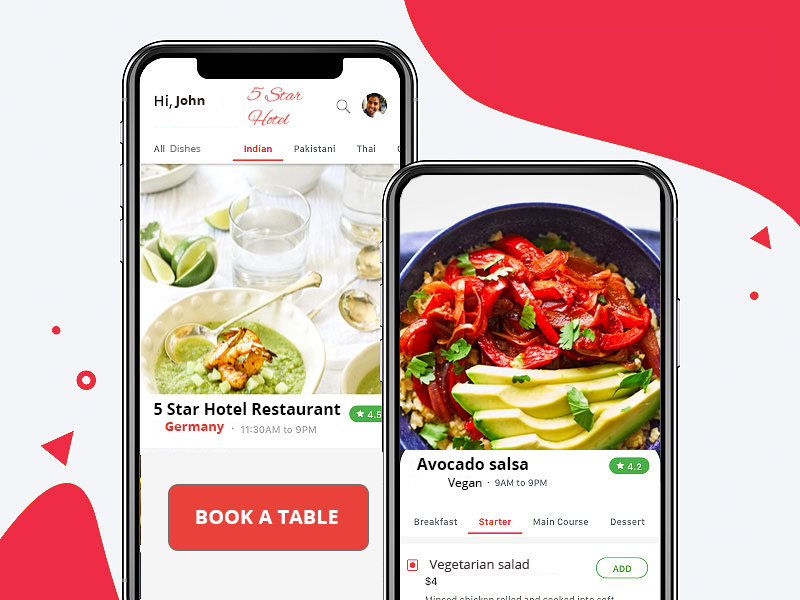 Hi, John
5 Star
Hotel
All Dishes
Indian
Pakistani
Thai
5 Star Hotel Restaurant
4.5
Germany · 11:30AM to 9PM
BOOK A TABLE
Avocado salsa
4.2
Vegan · 9AM to 9PM
Breakfast
Starter
Main Course
Dessert
Vegetarian salad
ADD
$4
Minced chicken rolled and cooked into soft